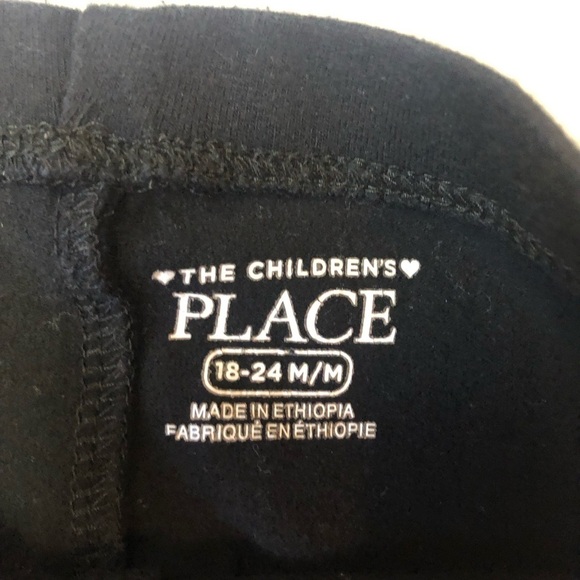 THE CHILDREN'S
PLACE
18-24 M/M
MADE IN ETHIOPIA
FABRIQUÉ EN ÉTHIOPIE